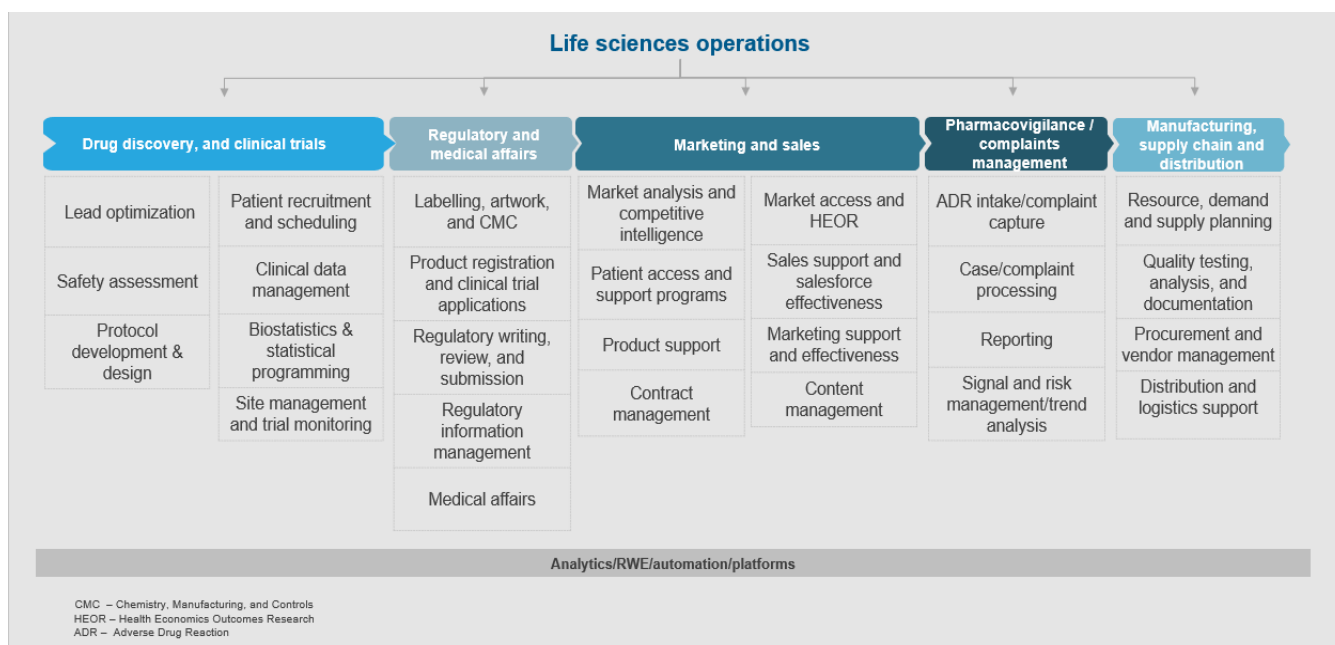 Life sciences operations
Drug discovery, and clinical trials
Regulatory and
medical affairs
Marketing and sales
Pharmacovigilance /
complaints
management
Manufacturing,
supply chain and
distribution
Lead optimization
Safety assessment
Protocol
development &
design
Patient recruitment
and scheduling
Clinical data
management
Biostatistics &
statistical
programming
Site management
and trial monitoring
Labelling, artwork,
and CMC
Product registration
and clinical trial
applications
Regulatory writing,
review, and
submission
Regulatory
information
management
Medical affairs
Market analysis and
competitive
intelligence
Patient access and
support programs
Product support
Contract
management
Market access and
HEOR
Sales support and
salesforce
effectiveness
Marketing support
and effectiveness
Content
management
ADR intake/complaint
capture
Case/complaint
processing
Reporting
Signal and risk
management/trend
analysis
Resource, demand
and supply planning
Quality testing,
analysis, and
documentation
Procurement and
vendor management
Distribution and
logistics support
Analytics/RWE/automation/platforms
CMC – Chemistry, Manufacturing, and Controls
HEOR – Health Economics Outcomes Research
ADR – Adverse Drug Reaction